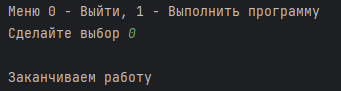 Меню 0 - Выйти, 1 - Выполнить программу
Сделайте выбор 0
Заканчиваем работу